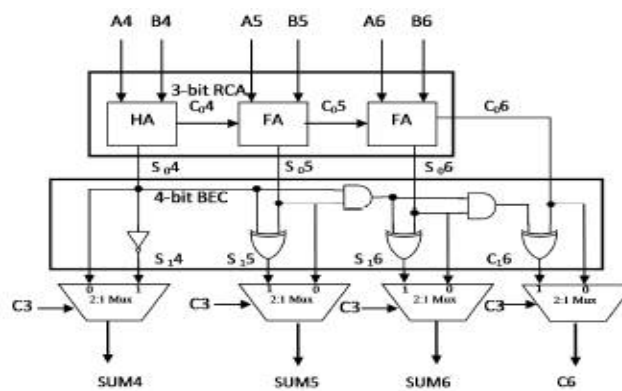 A4 B4 A5 B5 A6 B6
3-bit RCA
HA C₀4 FA C₀5 FA C₀6
S₀4 S₀5 S₀6
4-bit BEC
S₁4 S₁5 S₁6 C₁6
0 1 1 0 1 0 1 0
C3 2:1 Mux C3 2:1 Mux C3 2:1 Mux C3 2:1 Mux
SUM4 SUM5 SUM6 C6